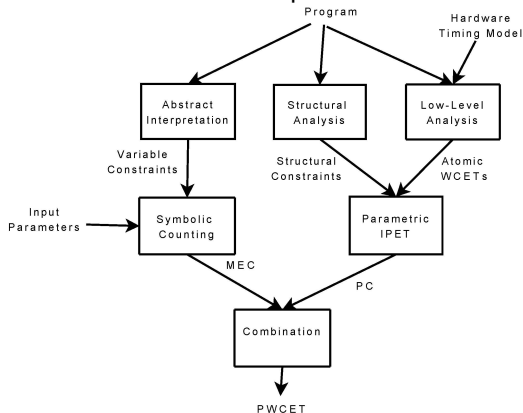 Program
Hardware
Timing Model
Abstract
Interpretation
Structural
Analysis
Low-Level
Analysis
Variable
Constraints
Structural
Constraints
Atomic
WCETs
Input
Parameters
Symbolic
Counting
Parametric
IPET
MEC
PC
Combination
PWCET